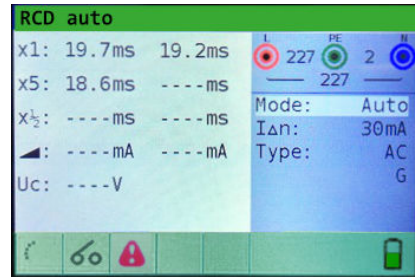 RCD auto
x1: 19.7ms 19.2ms
x5: 18.6ms ----ms
x½: ----ms ----ms
◢: ----mA ----mA
Uc: ----V
L PE N
227 2
227
Mode: Auto
I∆n: 30mA
Type: AC
G